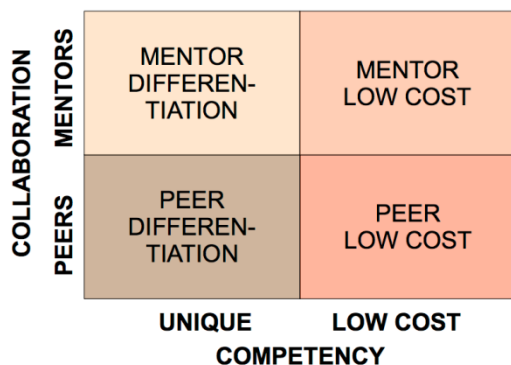 COLLABORATION
MENTORS
MENTOR
DIFFEREN-
TIATION
MENTOR
LOW COST
PEERS
PEER
DIFFEREN-
TIATION
PEER
LOW COST
UNIQUE
LOW COST
COMPETENCY